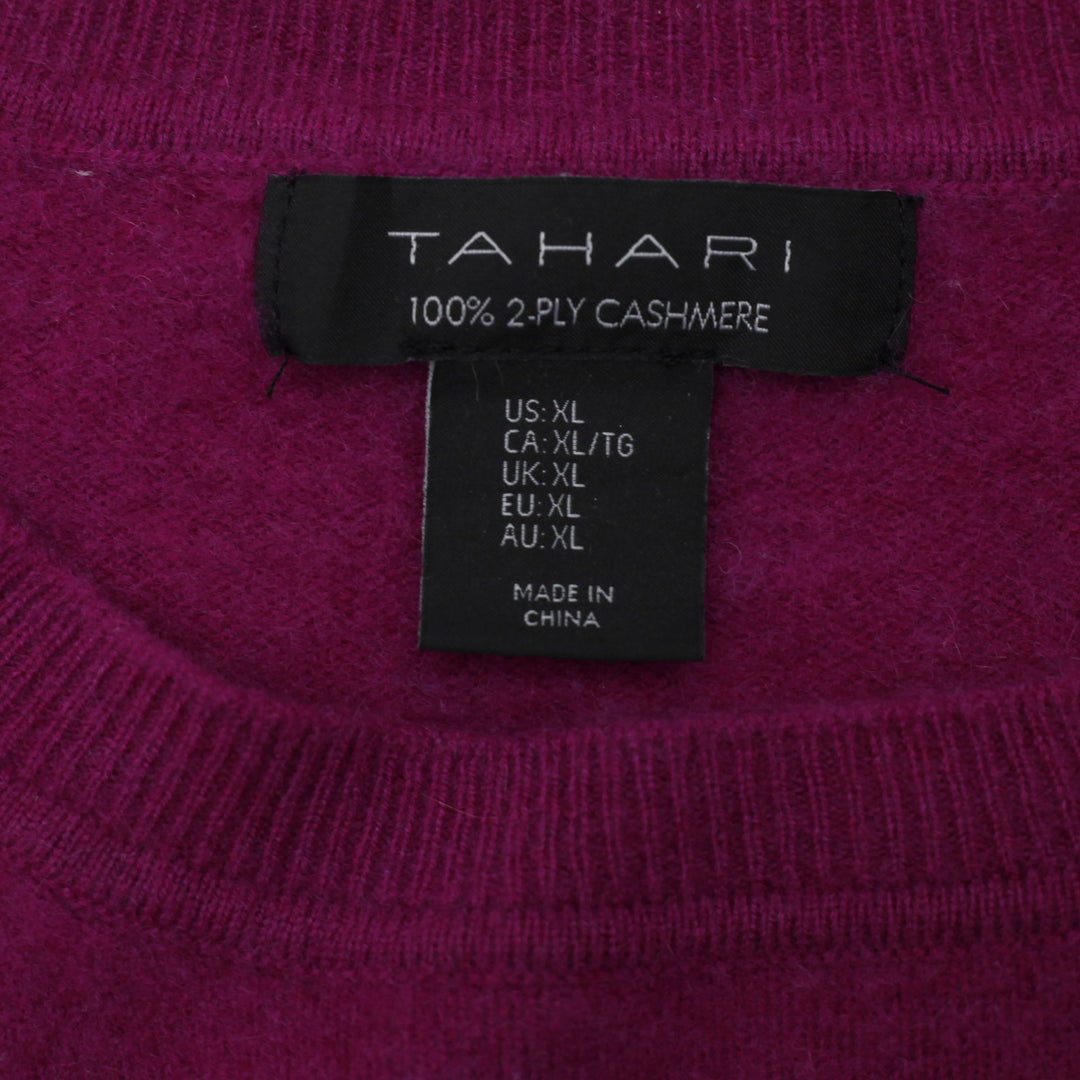 TAHARI
100% 2-PLY CASHMERE
US: XL
CA: XL/TG
UK: XL
EU: XL
AU: XL
MADE IN
CHINA